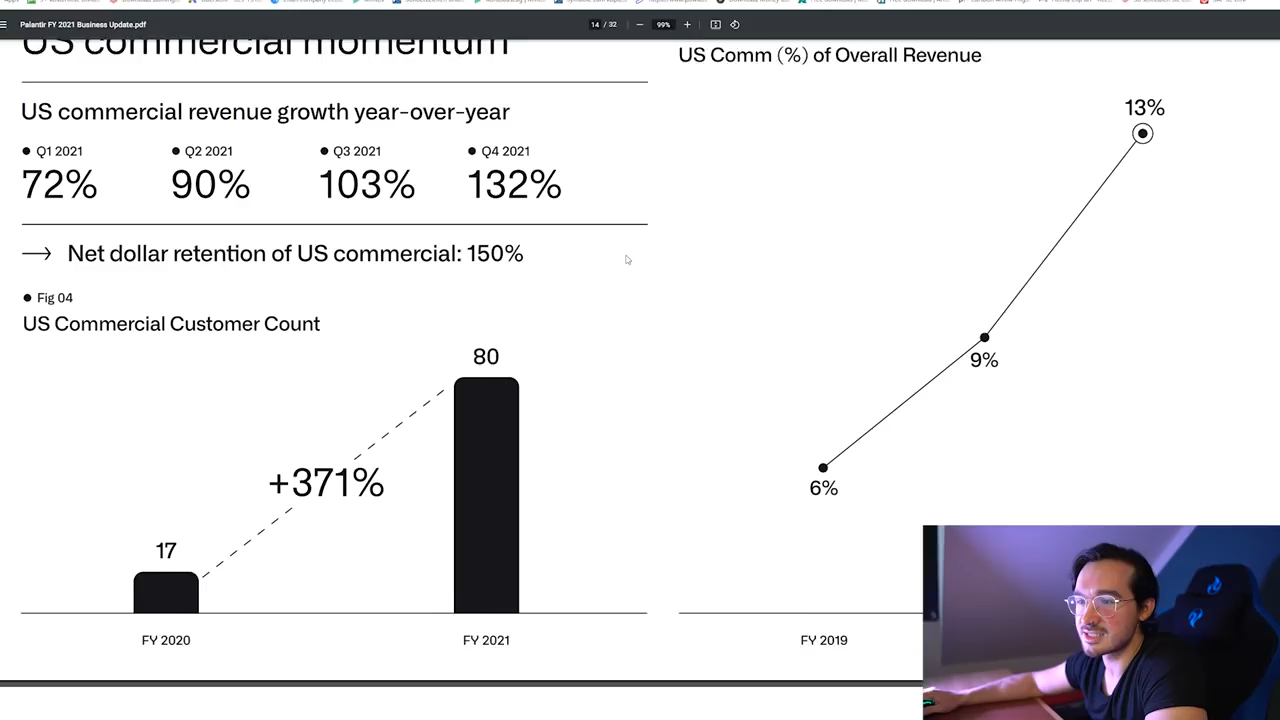 Palantir FY 2021 Business Update.pdf
14 / 32
99%
US commercial momentum
US commercial revenue growth year-over-year
Q1 2021
Q2 2021
Q3 2021
Q4 2021
72%
90%
103%
132%
Net dollar retention of US commercial: 150%
Fig 04
US Commercial Customer Count
80
+371%
17
FY 2020
FY 2021
US Comm (%) of Overall Revenue
13%
9%
6%
FY 2019